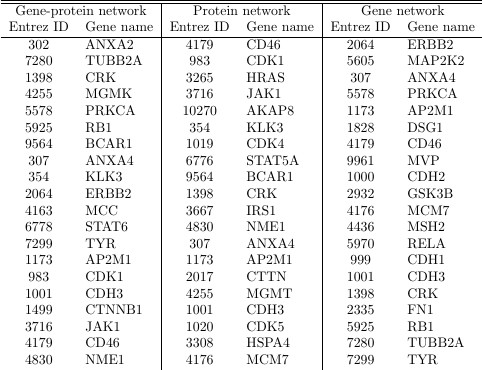 Gene-protein network Protein network Gene network
Entrez ID Gene name Entrez ID Gene name Entrez ID Gene name
302 ANXA2 4179 CD46 2064 ERBB2
7280 TUBB2A 983 CDK1 5605 MAP2K2
1398 CRK 3265 HRAS 307 ANXA4
4255 MGMK 3716 JAK1 5578 PRKCA
5578 PRKCA 10270 AKAP8 1173 AP2M1
5925 RB1 354 KLK3 1828 DSG1
9564 BCAR1 1019 CDK4 4179 CD46
307 ANXA4 6776 STAT5A 9961 MVP
354 KLK3 9564 BCAR1 1000 CDH2
2064 ERBB2 1398 CRK 2932 GSK3B
4163 MCC 3667 IRS1 4176 MCM7
6778 STAT6 4830 NME1 4436 MSH2
7299 TYR 307 ANXA4 5970 RELA
1173 AP2M1 1173 AP2M1 999 CDH1
983 CDK1 2017 CTTN 1001 CDH3
1001 CDH3 4255 MGMT 1398 CRK
1499 CTNNB1 1001 CDH3 2335 FN1
3716 JAK1 1020 CDK5 5925 RB1
4179 CD46 3308 HSPA4 7280 TUBB2A
4830 NME1 4176 MCM7 7299 TYR